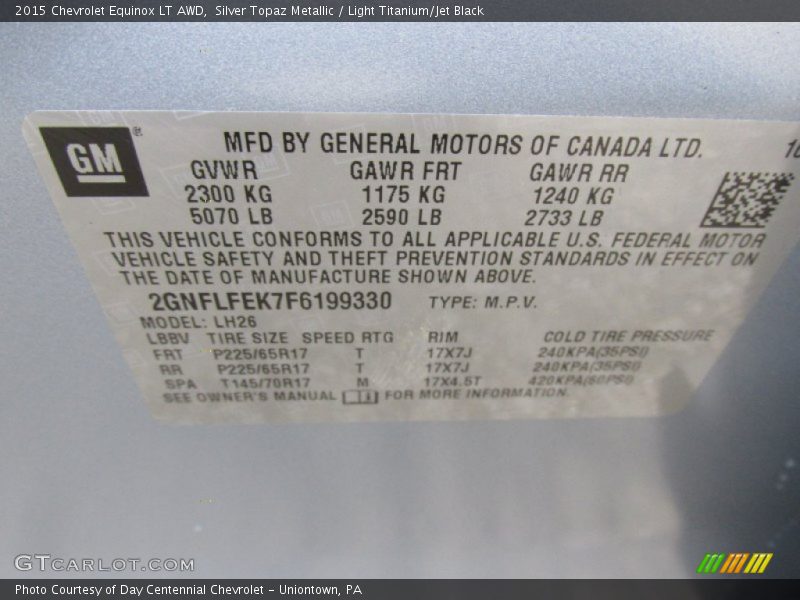 2015 Chevrolet Equinox LT AWD, Silver Topaz Metallic / Light Titanium/Jet Black
GM
MFD BY GENERAL MOTORS OF CANADA LTD.
GVWR GAWR FRT GAWR RR
2300 KG 1175 KG 1240 KG
5070 LB 2590 LB 2733 LB
THIS VEHICLE CONFORMS TO ALL APPLICABLE U.S. FEDERAL MOTOR
VEHICLE SAFETY AND THEFT PREVENTION STANDARDS IN EFFECT ON
THE DATE OF MANUFACTURE SHOWN ABOVE.
2GNFLFEK7F6199330 TYPE: M.P.V.
MODEL: LH26
LBBV TIRE SIZE SPEED RTG RIM COLD TIRE PRESSURE
FRT P225/65R17 T 17X7J 240KPA(35PSI)
RR P225/65R17 T 17X7J 240KPA(35PSI)
SPA T145/70R17 M 17X4.5T 420KPA(60PSI)
SEE OWNER'S MANUAL FOR MORE INFORMATION.
GTCARLOT.COM
Photo Courtesy of Day Centennial Chevrolet - Uniontown, PA